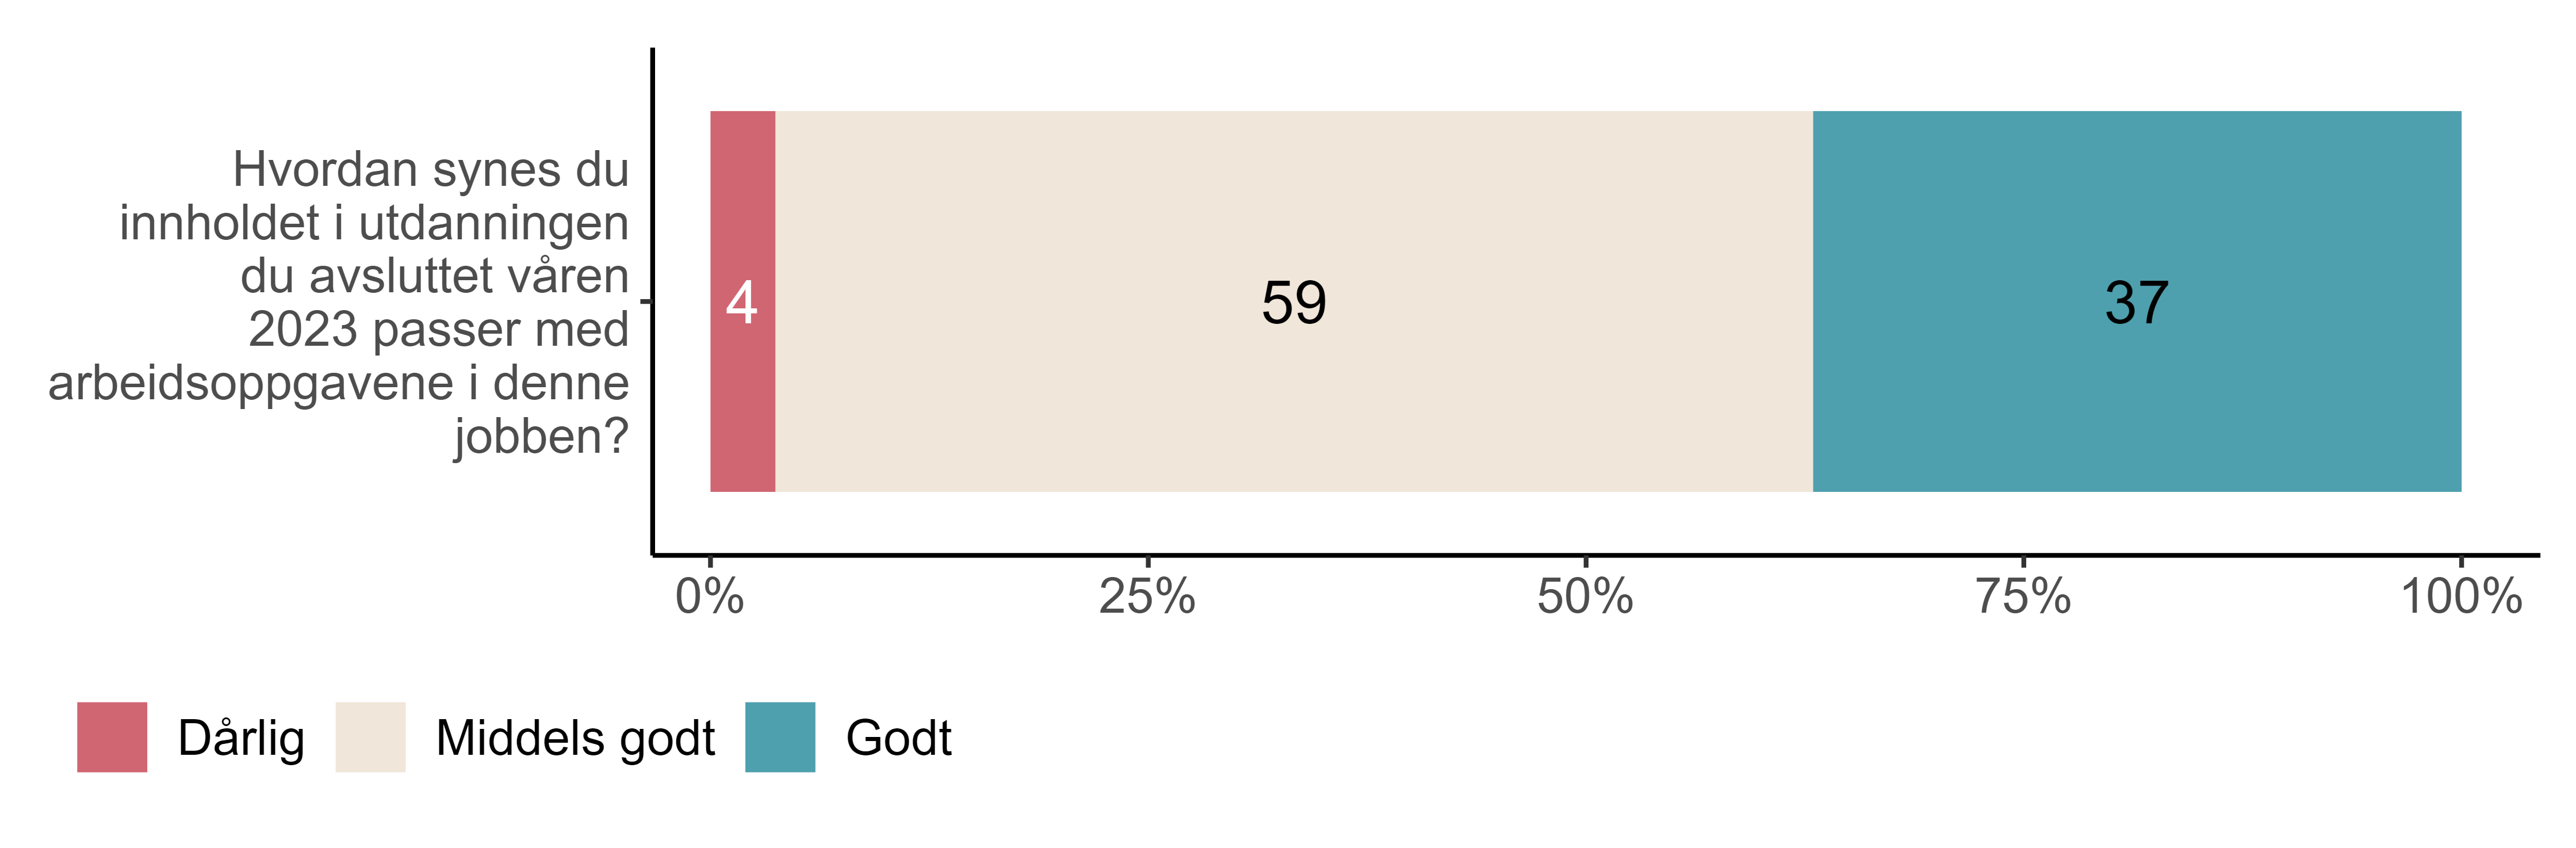 Hvordan synes du
innholdet i utdanningen
du avsluttet våren
2023 passer med
arbeidsoppgavene i denne
jobben?
4
59
37
0%
25%
50%
75%
100%
Dårlig
Middels godt
Godt